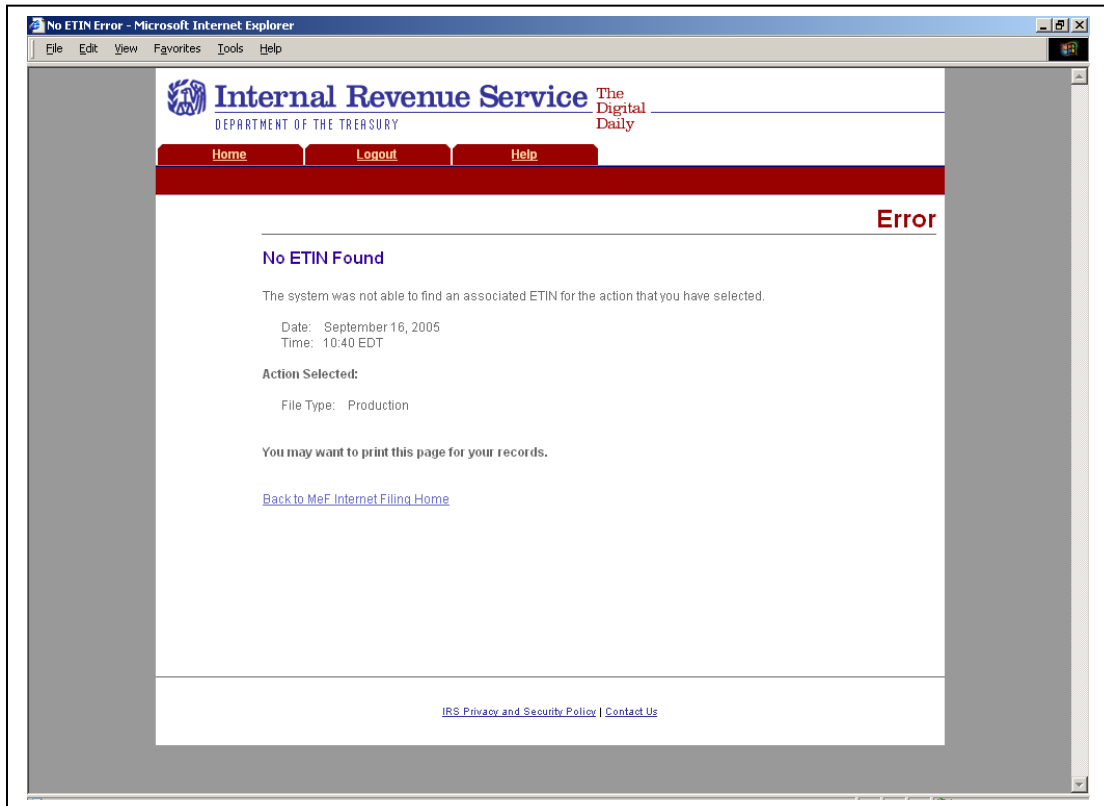 No ETIN Error - Microsoft Internet Explorer
File Edit View Favorites Tools Help
Internal Revenue Service
DEPARTMENT OF THE TREASURY
The
Digital
Daily
Home Logout Help
Error
No ETIN Found
The system was not able to find an associated ETIN for the action that you have selected.
Date: September 16, 2005
Time: 10:40 EDT
Action Selected:
File Type: Production
You may want to print this page for your records.
Back to MeF Internet Filing Home
IRS Privacy and Security Policy | Contact Us